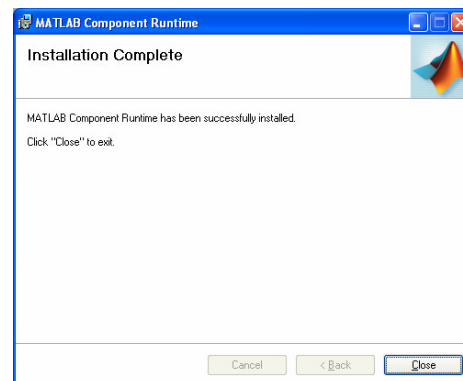 MATLAB Component Runtime
Installation Complete
MATLAB Component Runtime has been successfully installed.
Click "Close" to exit.
Cancel
< Back
Close